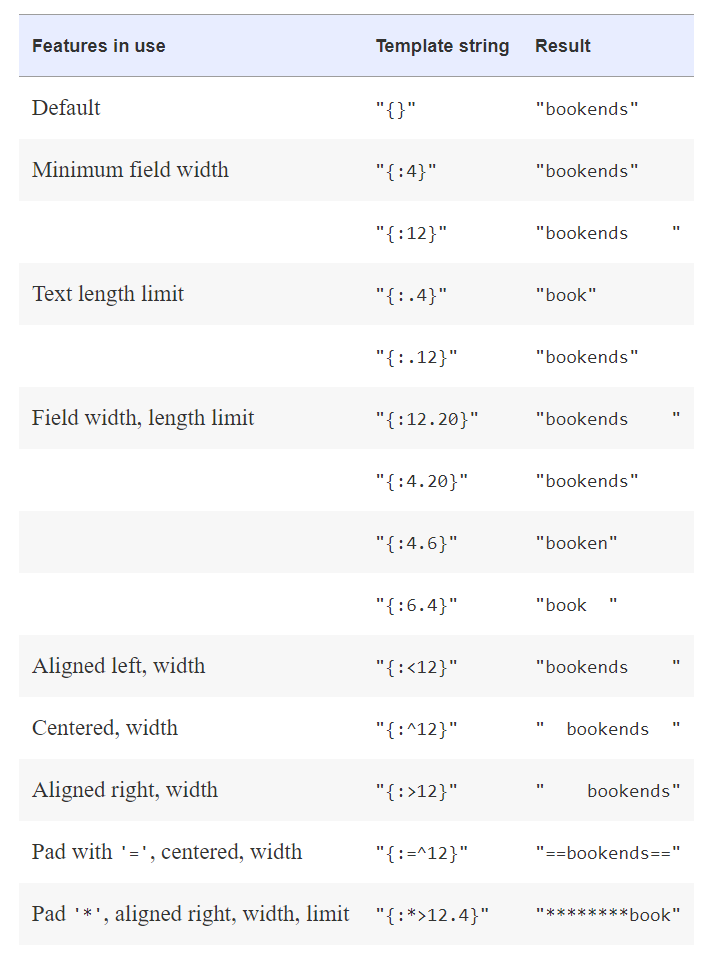 Features in use Template string Result
Default "{}" "bookends"
Minimum field width "{:4}" "bookends"
"{:12}" "bookends    "
Text length limit "{:.4}" "book"
"{:.12}" "bookends"
Field width, length limit "{:12.20}" "bookends    "
"{:4.20}" "bookends"
"{:4.6}" "booken"
"{:6.4}" "book  "
Aligned left, width "{:<12}" "bookends    "
Centered, width "{:^12}" "  bookends  "
Aligned right, width "{:>12}" "    bookends"
Pad with '=', centered, width "{:=^12}" "==bookends=="
Pad '*', aligned right, width, limit "{:*>12.4}" "********book"